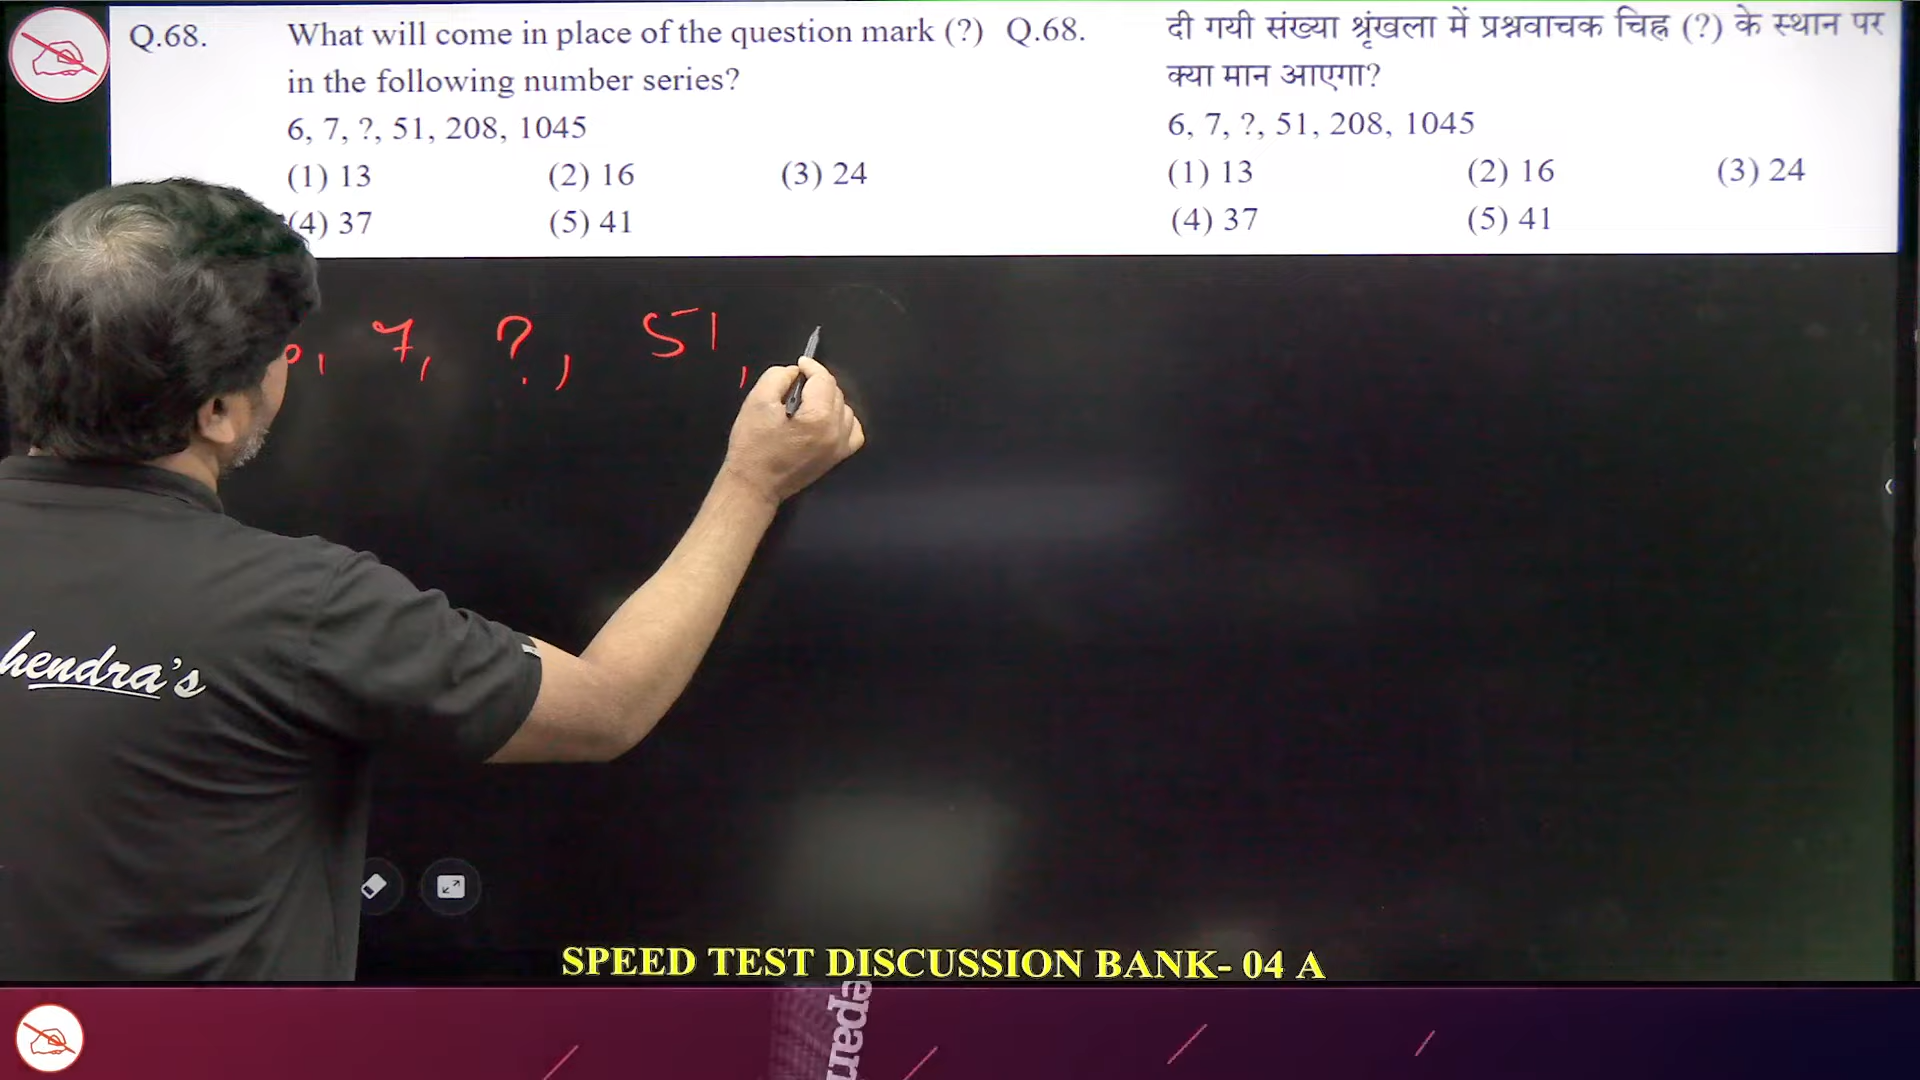 Q.68. What will come in place of the question mark (?)
in the following number series?
6, 7, ?, 51, 208, 1045
(1) 13 (2) 16 (3) 24
(4) 37 (5) 41
Q.68. दी गयी संख्या श्रृंखला में प्रश्नवाचक चिह्न (?) के स्थान पर
क्या मान आएगा?
6, 7, ?, 51, 208, 1045
(1) 13 (2) 16 (3) 24
(4) 37 (5) 41
, 7, ?, 51,
hendra's
SPEED TEST DISCUSSION BANK- 04 A
epar